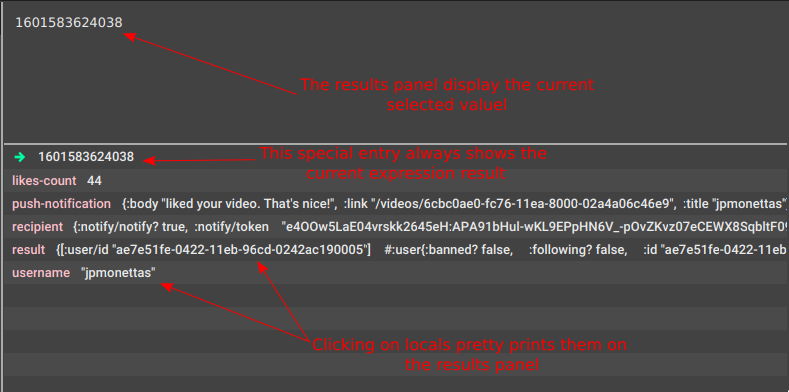 1601583624038
The results panel display the current
selected value!
➔ 1601583624038
This special entry always shows the
current expression result
likes-count 44
push-notification {:body "liked your video. That's nice!", :link "/videos/6cbc0ae0-fc76-11ea-8000-02a4a06c46e9", :title "jpmonettas"
recipient {:notify/notify? true, :notify/token "e4OOw5LaE04vrskk2645eH:APA91bHul-wKL9EPpHN6V_-pOvZKvz07eCEWX8SqbltF09
result {[:user/id "ae7e51fe-0422-11eb-96cd-0242ac190005"] #:user{:banned? false, :following? false, :id "ae7e51fe-0422-11eb
username "jpmonettas"
Clicking on locals pretty prints them on
the results panel